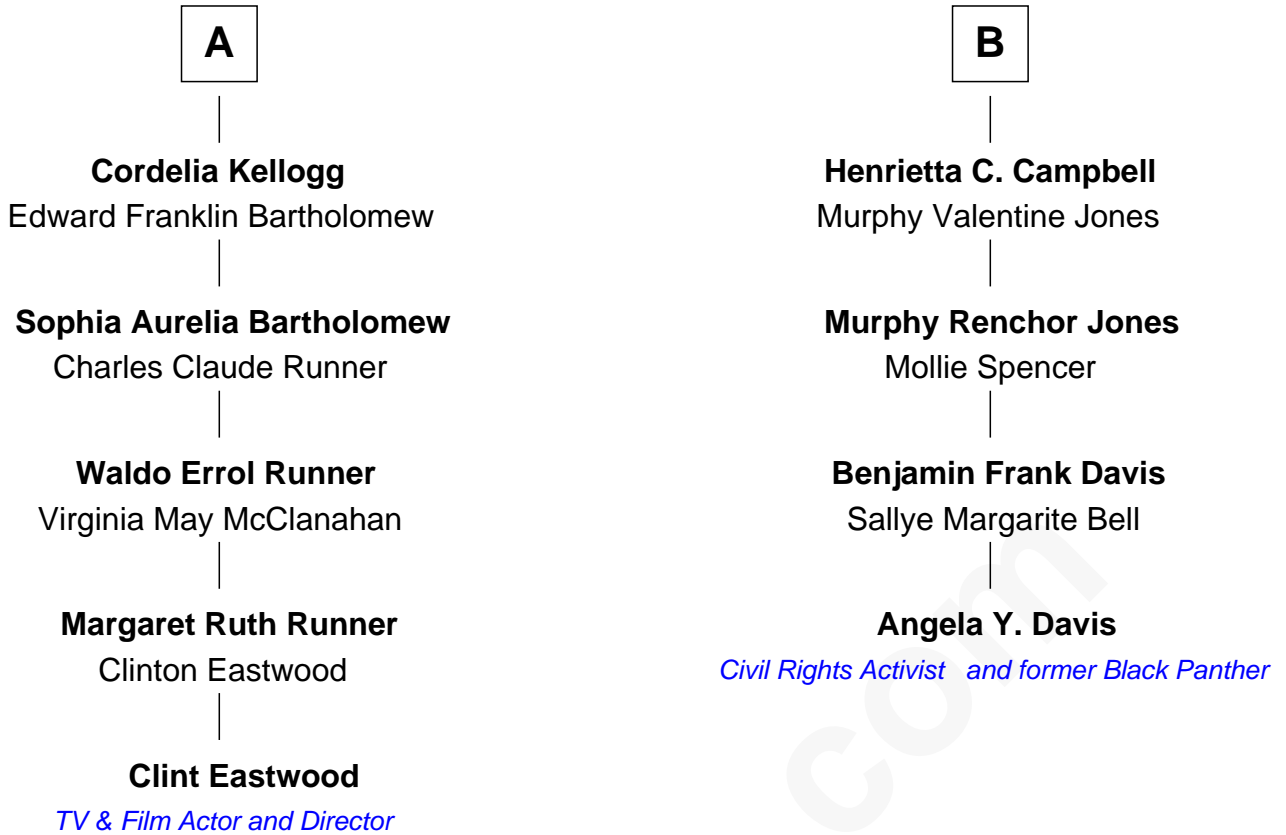 A
Cordelia Kellogg
Edward Franklin Bartholomew
Sophia Aurelia Bartholomew
Charles Claude Runner
Waldo Errol Runner
Virginia May McClanahan
Margaret Ruth Runner
Clinton Eastwood
Clint Eastwood
TV & Film Actor and Director
B
Henrietta C. Campbell
Murphy Valentine Jones
Murphy Renchor Jones
Mollie Spencer
Benjamin Frank Davis
Sallye Margarite Bell
Angela Y. Davis
Civil Rights Activist and former Black Panther
com